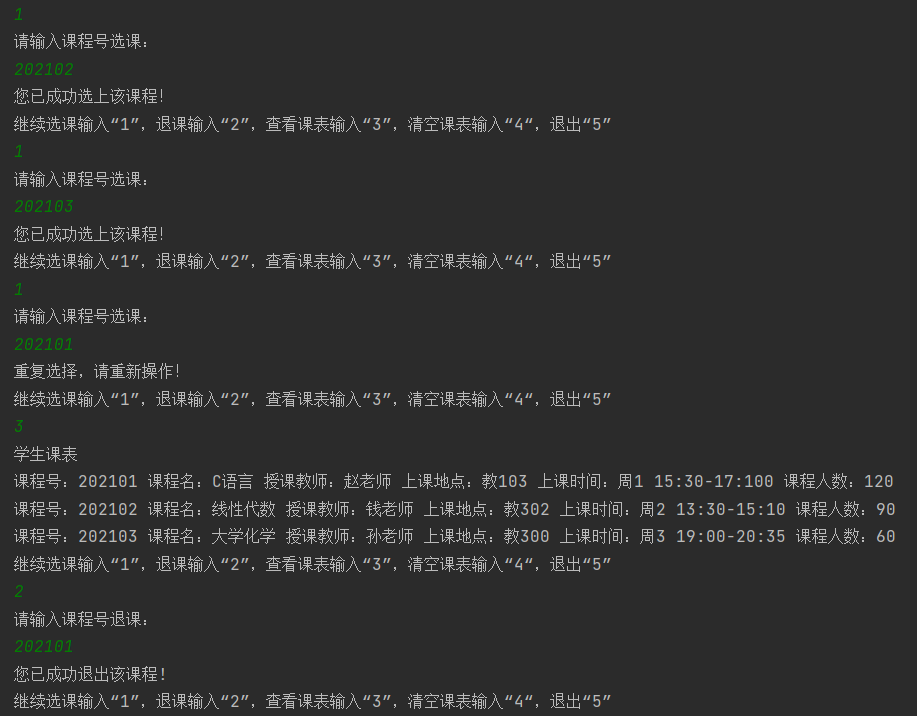 1
请输入课程号选课:
202102
您已成功选上该课程!
继续选课输入“1”，退课输入“2”，查看课表输入“3”，清空课表输入“4“，退出“5”
1
请输入课程号选课:
202103
您已成功选上该课程!
继续选课输入“1”，退课输入“2”，查看课表输入“3”，清空课表输入“4“，退出“5”
1
请输入课程号选课:
202101
重复选择，请重新操作!
继续选课输入“1”，退课输入“2”，查看课表输入“3”，清空课表输入“4“，退出“5”
3
学生课表
课程号：202101 课程名：C语言 授课教师：赵老师 上课地点：教103 上课时间：周1 15:30-17:100 课程人数：120
课程号：202102 课程名：线性代数 授课教师：钱老师 上课地点：教302 上课时间：周2 13:30-15:10 课程人数：90
课程号：202103 课程名：大学化学 授课教师：孙老师 上课地点：教300 上课时间：周3 19:00-20:35 课程人数：60
继续选课输入“1”，退课输入“2”，查看课表输入“3”，清空课表输入“4“，退出“5”
2
请输入课程号退课:
202101
您已成功退出该课程!
继续选课输入“1”，退课输入“2”，查看课表输入“3”，清空课表输入“4“，退出“5”